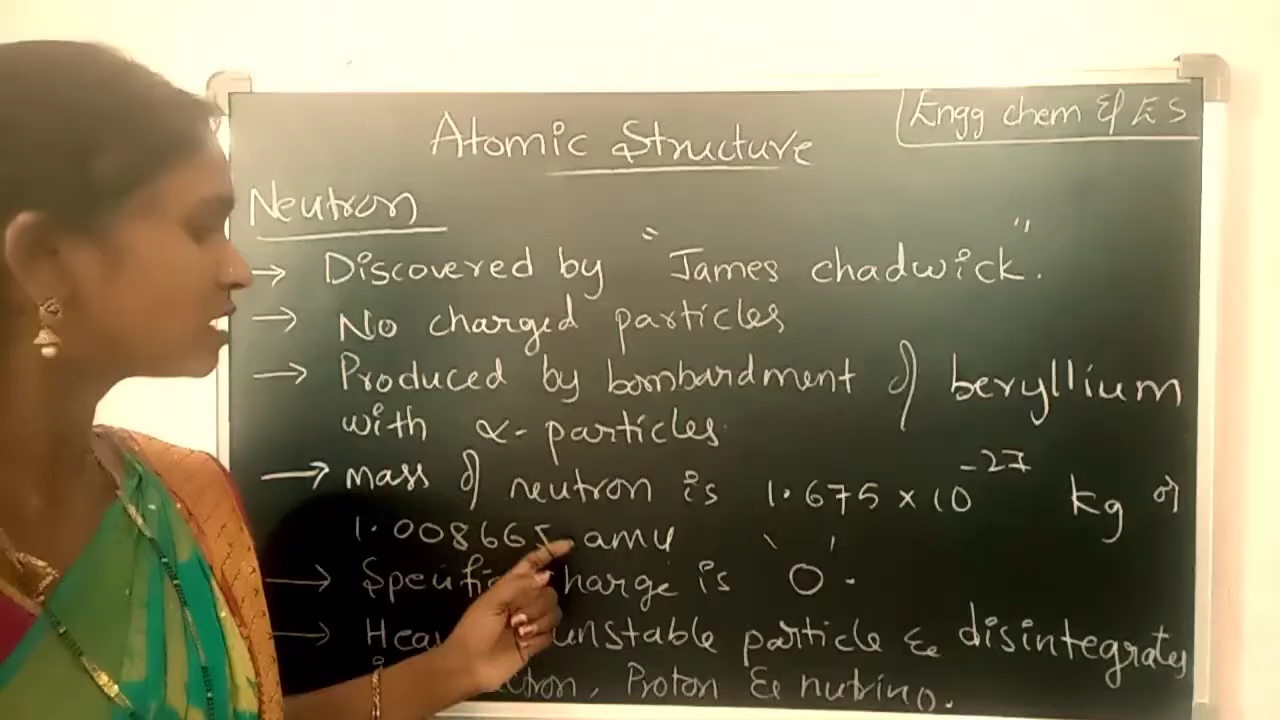 Engg chem & ES
Atomic Structure
Neutron
→ Discovered by "James chadwick".
→ No charged particles
→ Produced by bombardment of beryllium
with α-particles
→ Mass of neutron is 1.675 × 10⁻²⁷ kg or
1.008665 amu
→ Specific charge is '0'.
→ unstable particle & disintegrates
, Proton & nutrino.